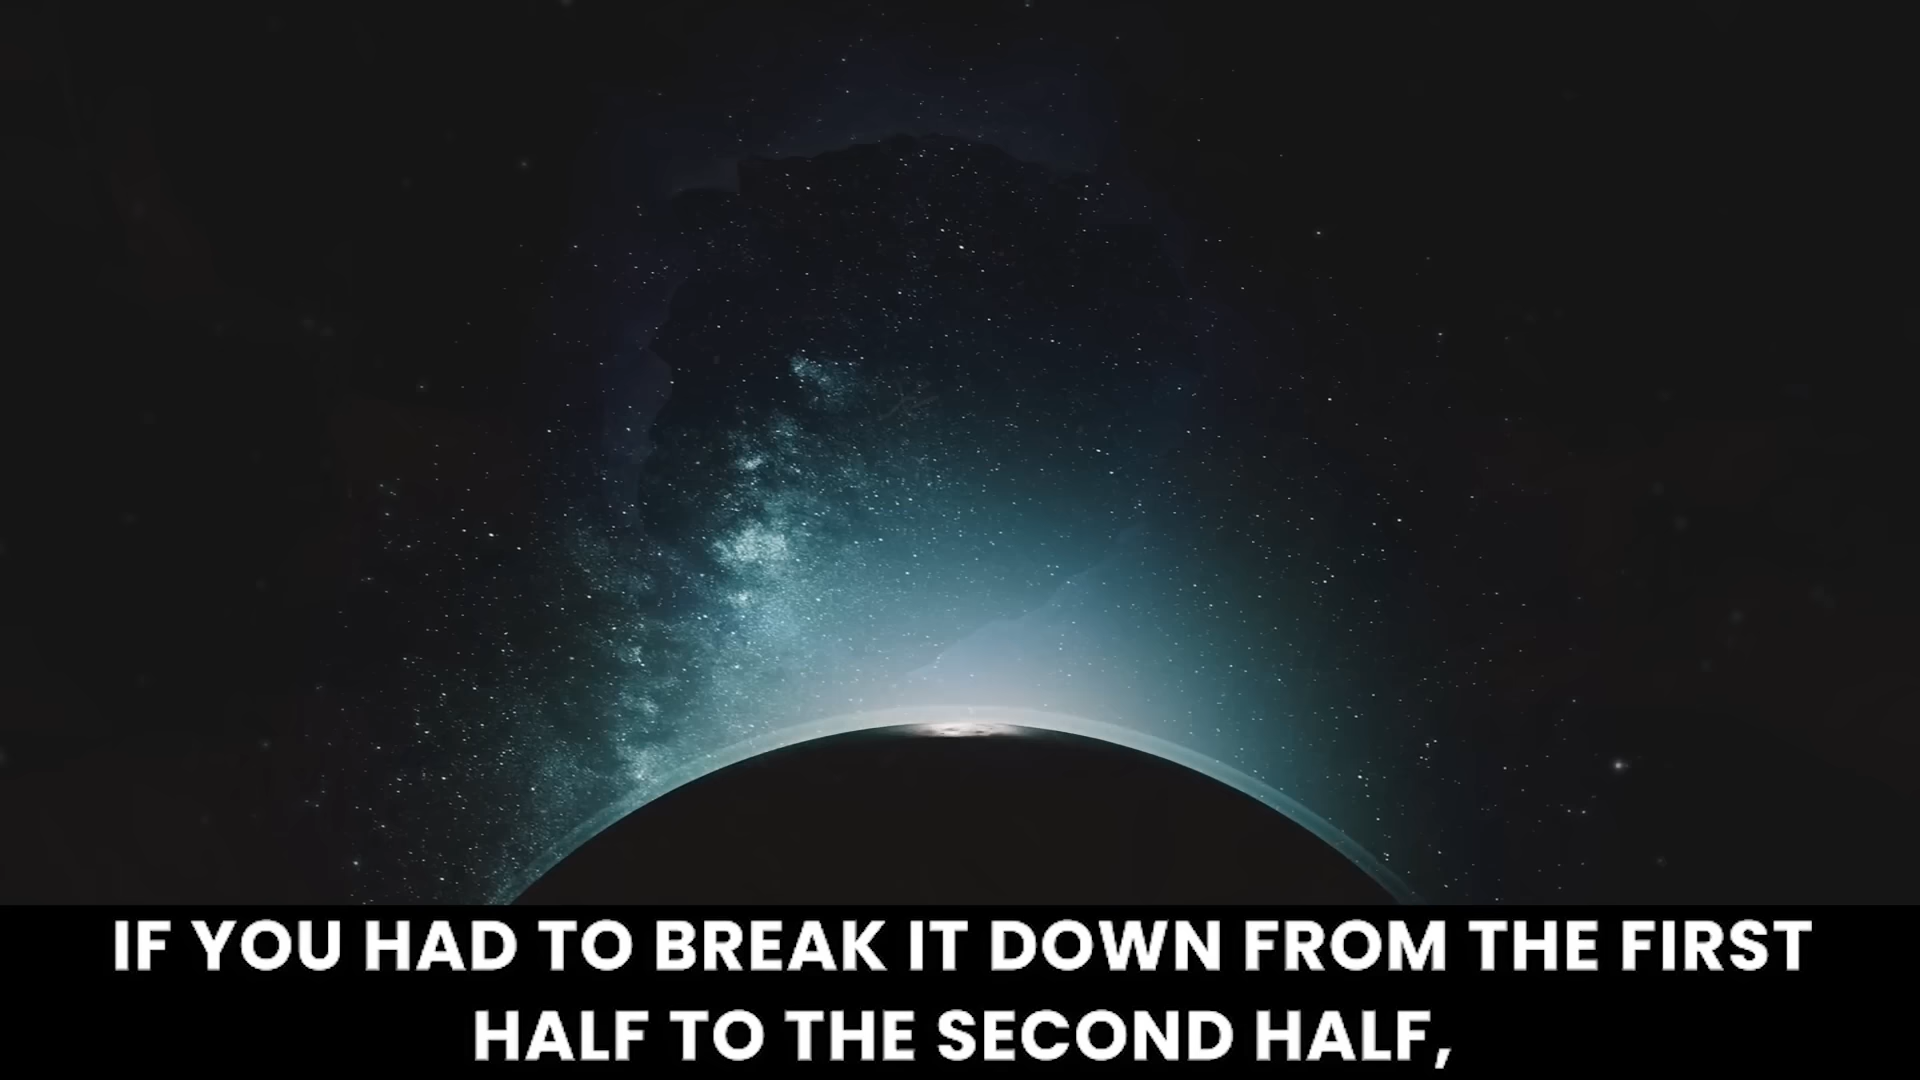 IF YOU HAD TO BREAK IT DOWN FROM THE FIRST
HALF TO THE SECOND HALF,